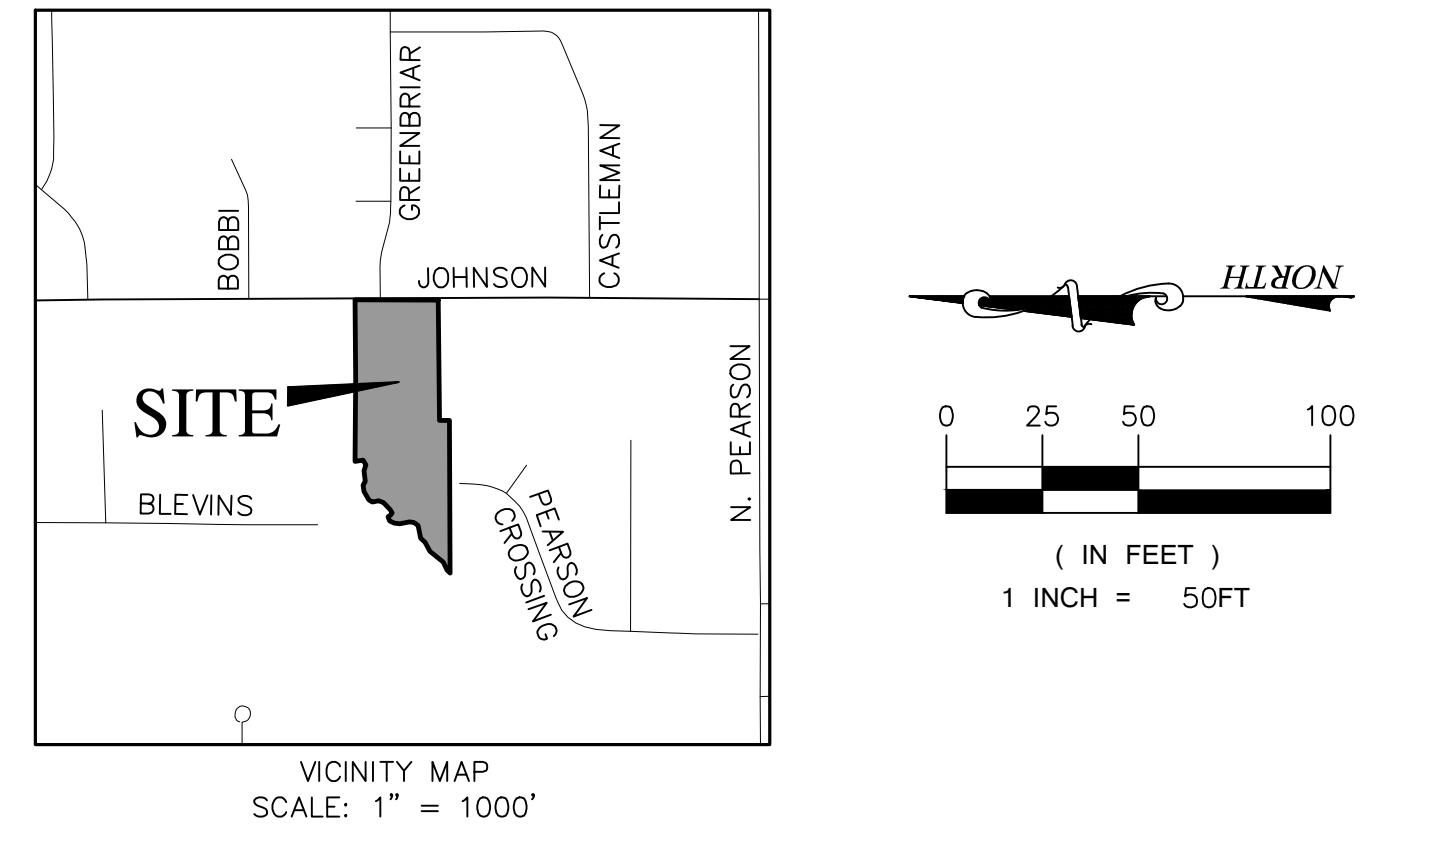 GREENBRIAR
CASTLEMAN
BOBBI
JOHNSON
SITE
N. PEARSON
BLEVINS
PEARSON
CROSSING
VICINITY MAP
SCALE: 1" = 1000'
NORTH
0 25 50 100
( IN FEET )
1 INCH = 50FT